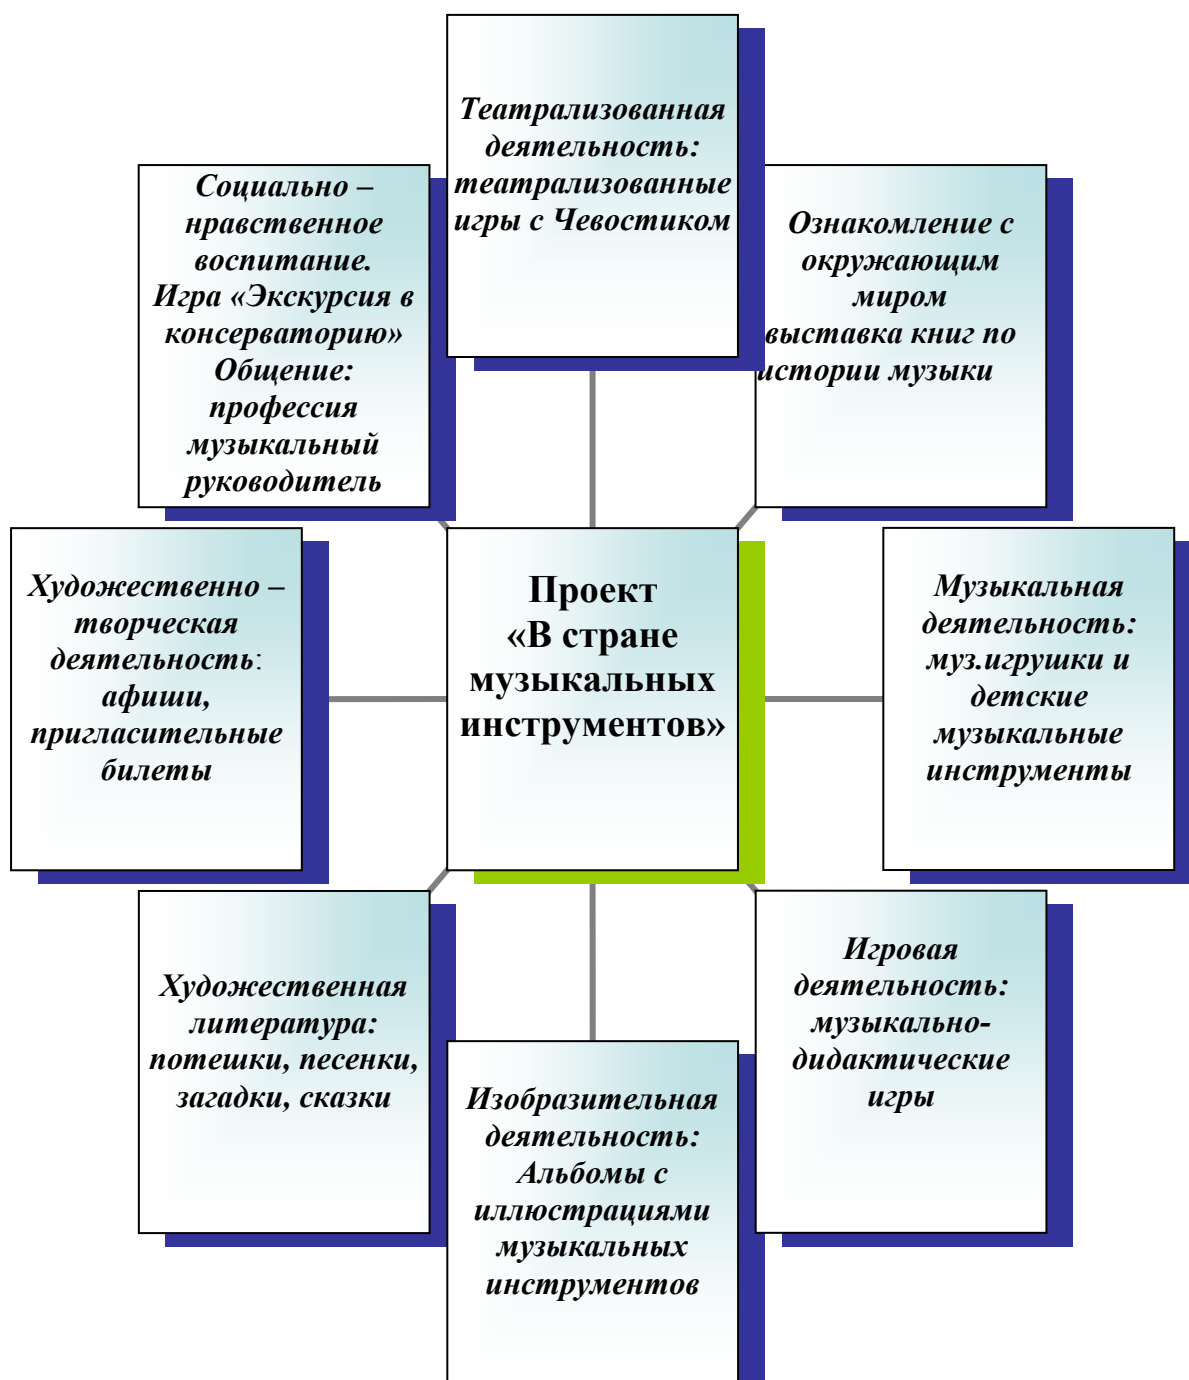 Театрализованная
деятельность:
театрализованные
игры с Чевостиком
Социально –
нравственное
воспитание.
Игра «Экскурсия в
консерваторию»
Общение:
профессия
музыкальный
руководитель
Ознакомление с
окружающим
миром
выставка книг по
истории музыки
Художественно –
творческая
деятельность:
афиши,
пригласительные
билеты
Проект
«В стране
музыкальных
инструментов»
Музыкальная
деятельность:
муз.игрушки и
детские
музыкальные
инструменты
Художественная
литература:
потешки, песенки,
загадки, сказки
Изобразительная
деятельность:
Альбомы с
иллюстрациями
музыкальных
инструментов
Игровая
деятельность:
музыкально-
дидактические
игры